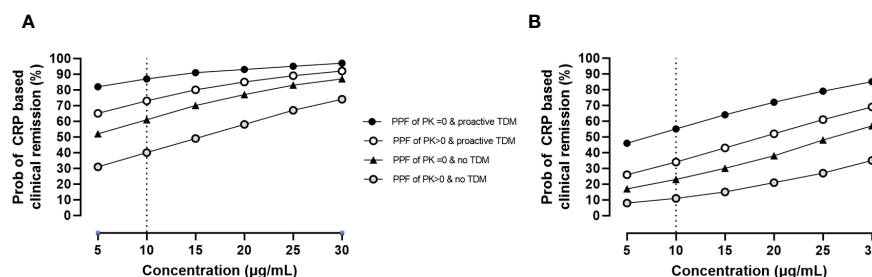 A
B
Prob of CRP based
clinical remission (%)
100
90
80
70
60
50
40
30
20
10
0
5 10 15 20 25 30
Concentration (µg/mL)
PPF of PK =0 & proactive TDM
PPF of PK>0 & proactive TDM
PPF of PK =0 & no TDM
PPF of PK>0 & no TDM
Prob of CRP based
clinical remission (%)
100
90
80
70
60
50
40
30
20
10
0
5 10 15 20 25 30
Concentration (µg/mL)